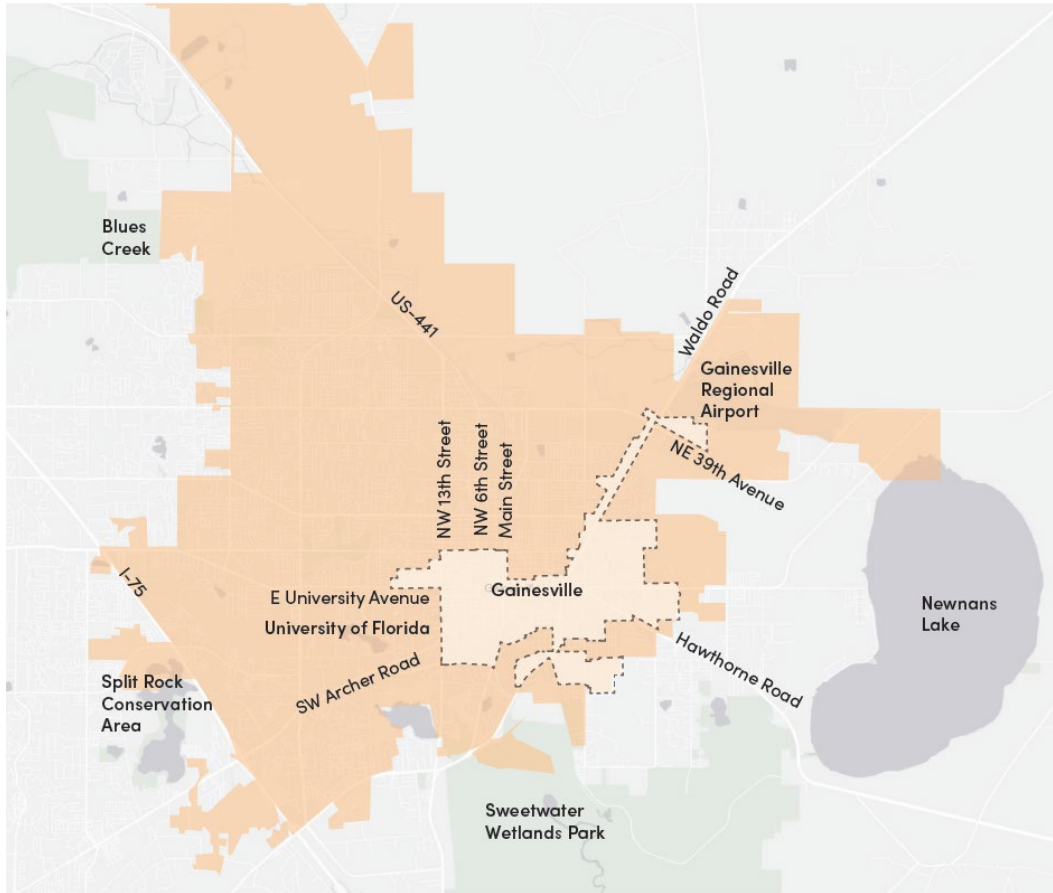 Blues
Creek
US-441
Waldo Road
Gainesville
Regional
Airport
NW 13th Street
NW 6th Street
Main Street
NE 39th Avenue
I-75
E University Avenue
Gainesville
University of Florida
Newnans
Lake
Hawthorne Road
SW Archer Road
Split Rock
Conservation
Area
Sweetwater
Wetlands Park